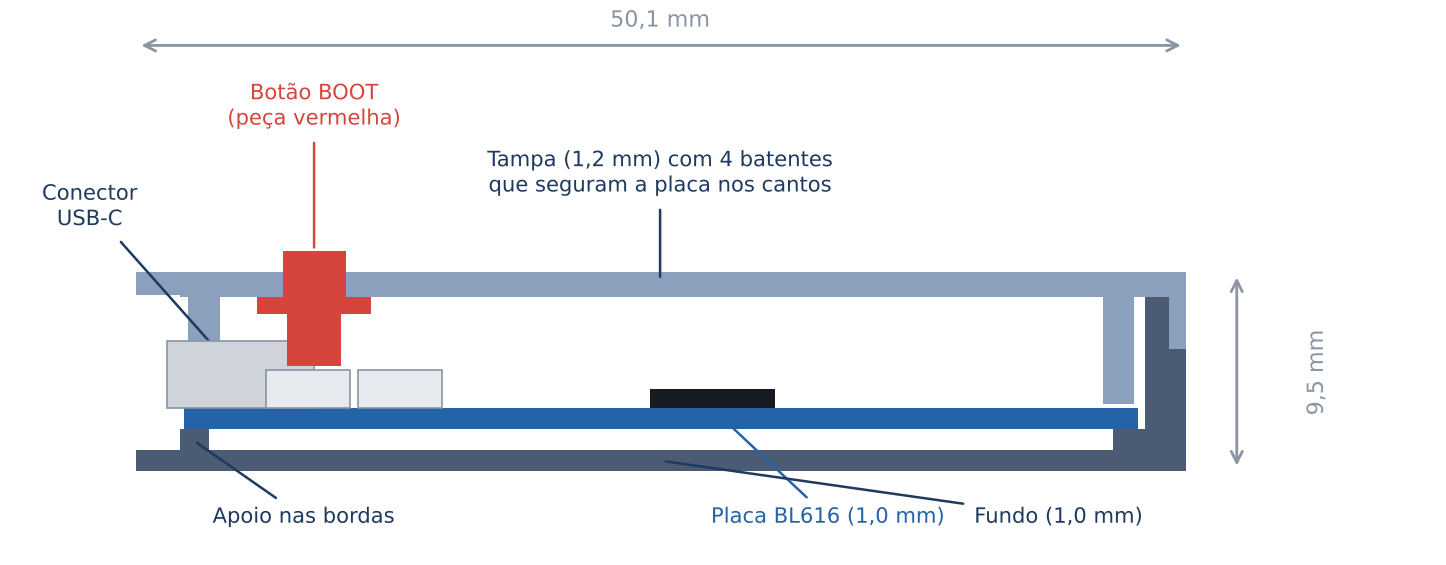 50,1 mm
Botão BOOT
(peça vermelha)
Tampa (1,2 mm) com 4 batentes
que seguram a placa nos cantos
Conector
USB-C
9,5 mm
Apoio nas bordas
Placa BL616 (1,0 mm)
Fundo (1,0 mm)